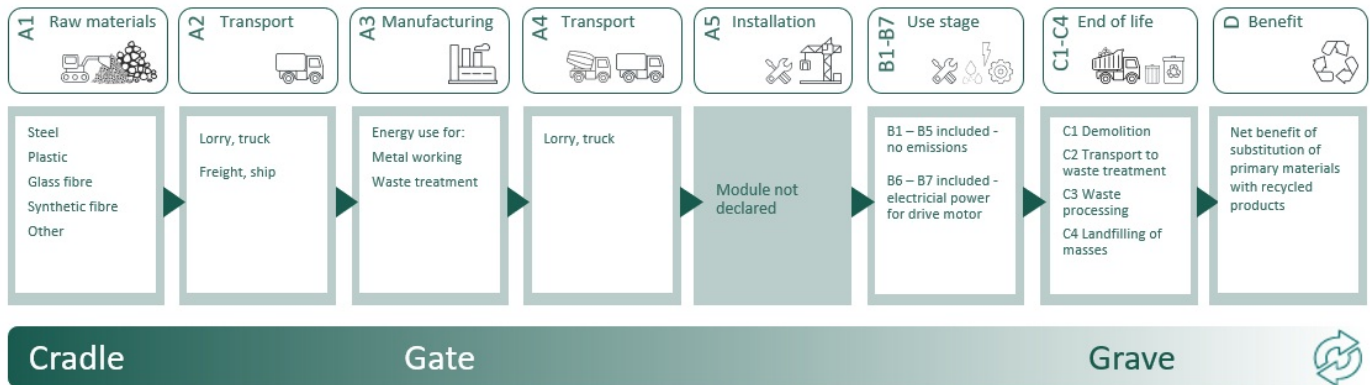 A1 Raw materials
A2 Transport
A3 Manufacturing
A4 Transport
A5 Installation
B1-B7 Use stage
C1-C4 End of life
D Benefit
Steel
Plastic
Glass fibre
Synthetic fibre
Other
Lorry, truck
Freight, ship
Energy use for:
Metal working
Waste treatment
Lorry, truck
Module not
declared
B1 – B5 included -
no emissions
B6 – B7 included -
electricial power
for drive motor
C1 Demolition
C2 Transport to
waste treatment
C3 Waste
processing
C4 Landfilling of
masses
Net benefit of
substitution of
primary materials
with recycled
products
Cradle
Gate
Grave